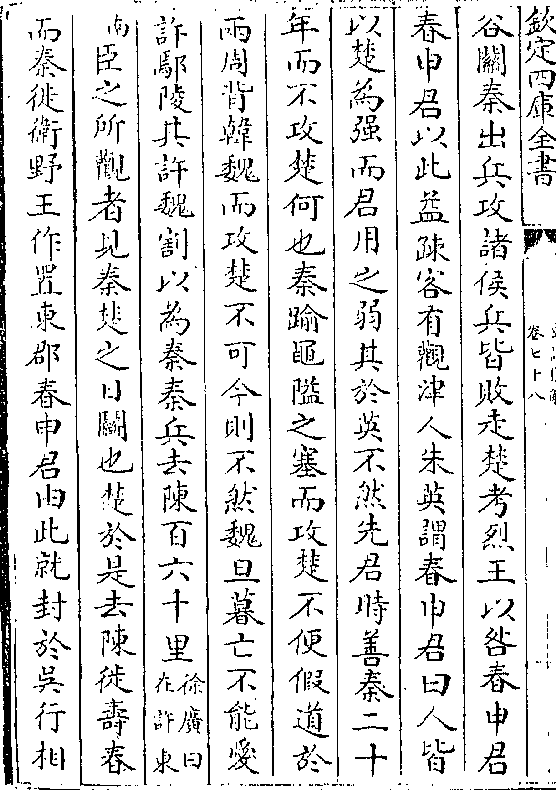 欽定四庫全書
卷七十八
谷關秦出兵攻諸侯兵皆敗走楚考烈王以咎春申君
春申君以此益疎客有觀津人朱英謂春申君曰人皆
以楚為强而君用之弱其於英不然先君時善秦二十
年而不攻楚何也秦踰黽隘之塞而攻楚不便假道於
兩周背韓魏而攻楚不可今則不然魏旦暮亡不能愛
許鄢陵其許魏割以為秦秦兵去陳百六十里徐廣曰在許東
南臣之所觀者見秦楚之日鬬也楚於是去陳徙夀春
而秦徙衛野王作置東郡春申君由此就封於吳行相